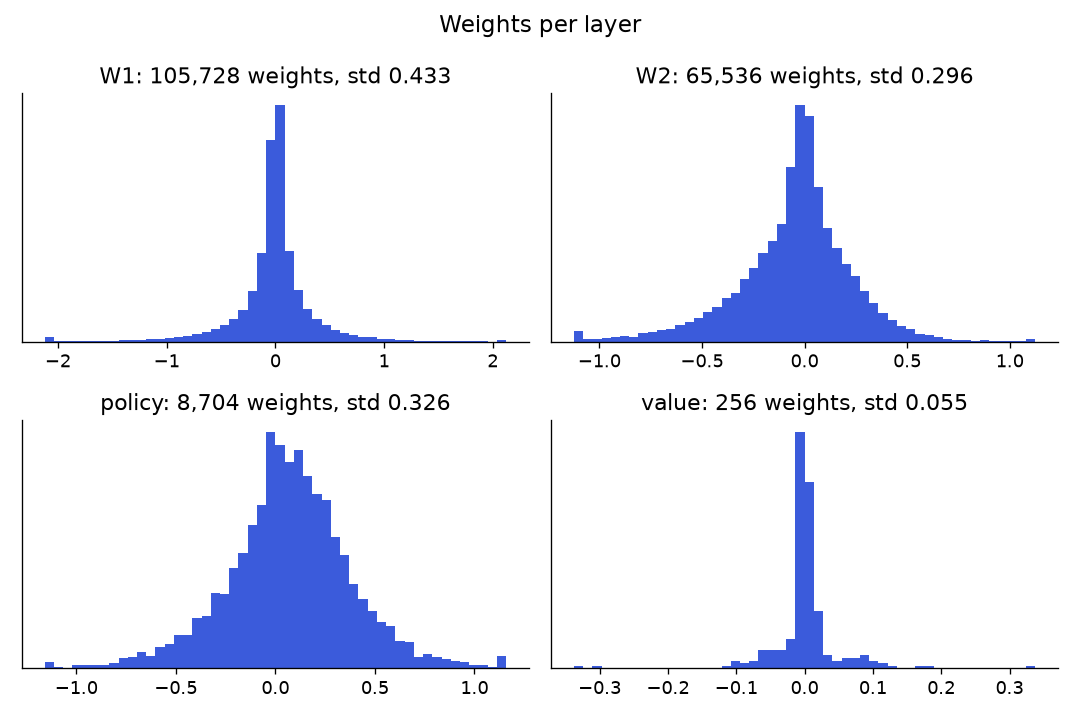 Weights per layer
W1: 105,728 weights, std 0.433
W2: 65,536 weights, std 0.296
−2 −1 0 1 2
−1.0 −0.5 0.0 0.5 1.0
policy: 8,704 weights, std 0.326
value: 256 weights, std 0.055
−1.0 −0.5 0.0 0.5 1.0
−0.3 −0.2 −0.1 0.0 0.1 0.2 0.3